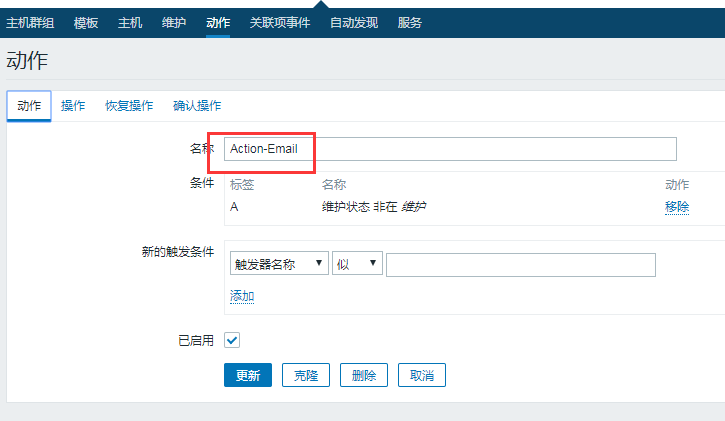 主机群组 模板 主机 维护 动作 关联项事件 自动发现 服务
动作
动作 操作 恢复操作 确认操作
名称 Action-Email
条件 标签 名称 动作
A 维护状态 非在 维护 移除
新的触发条件 触发器名称 似
添加
已启用
更新 克隆 删除 取消